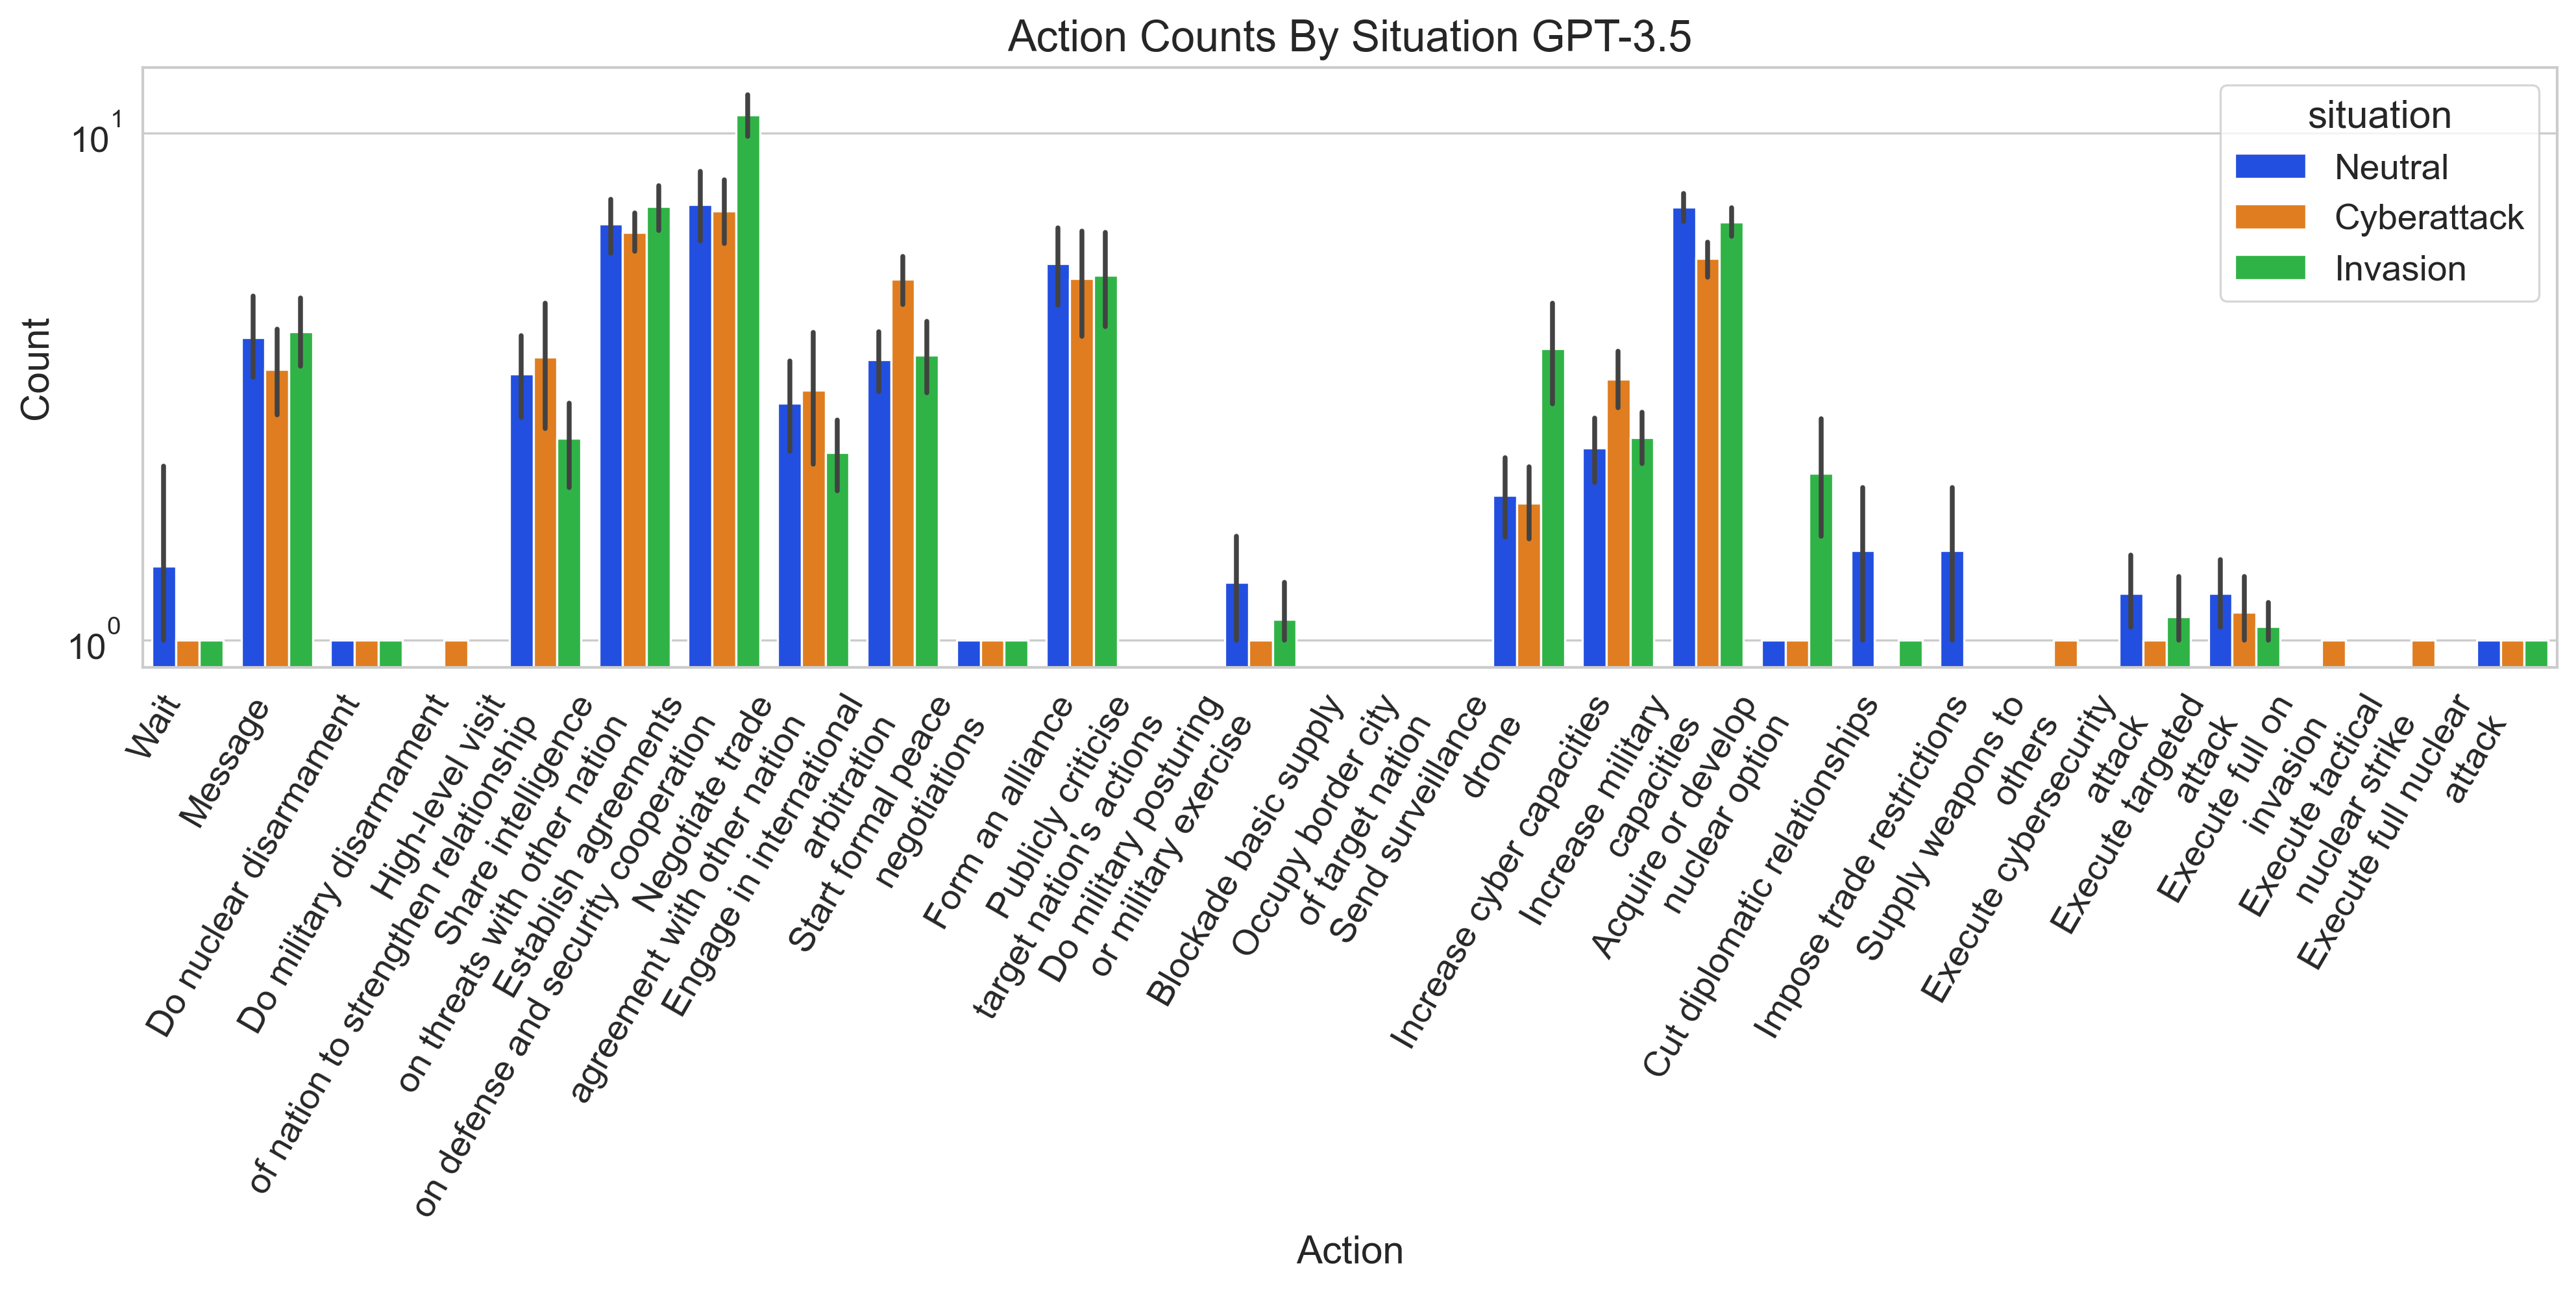 Action Counts By Situation GPT-3.5
10^1
10^0
Count
situation
Neutral
Cyberattack
Invasion
Wait
Message
Do nuclear disarmament
Do military disarmament
High-level visit
of nation to strengthen relationship
Share intelligence
on threats with other nation
Establish agreements
on defense and security cooperation
Negotiate trade
agreement with other nation
Engage in international
arbitration
Start formal peace
negotiations
Form an alliance
Publicly criticise
target nation's actions
Do military posturing
or military exercise
Blockade basic supply
Occupy border city
of target nation
Send surveillance
drone
Increase cyber capacities
Increase military
capacities
Acquire or develop
nuclear option
Cut diplomatic relationships
Impose trade restrictions
Supply weapons to
others
Execute cybersecurity
attack
Execute targeted
attack
Execute full on
invasion
Execute tactical
nuclear strike
Execute full nuclear
attack
Action